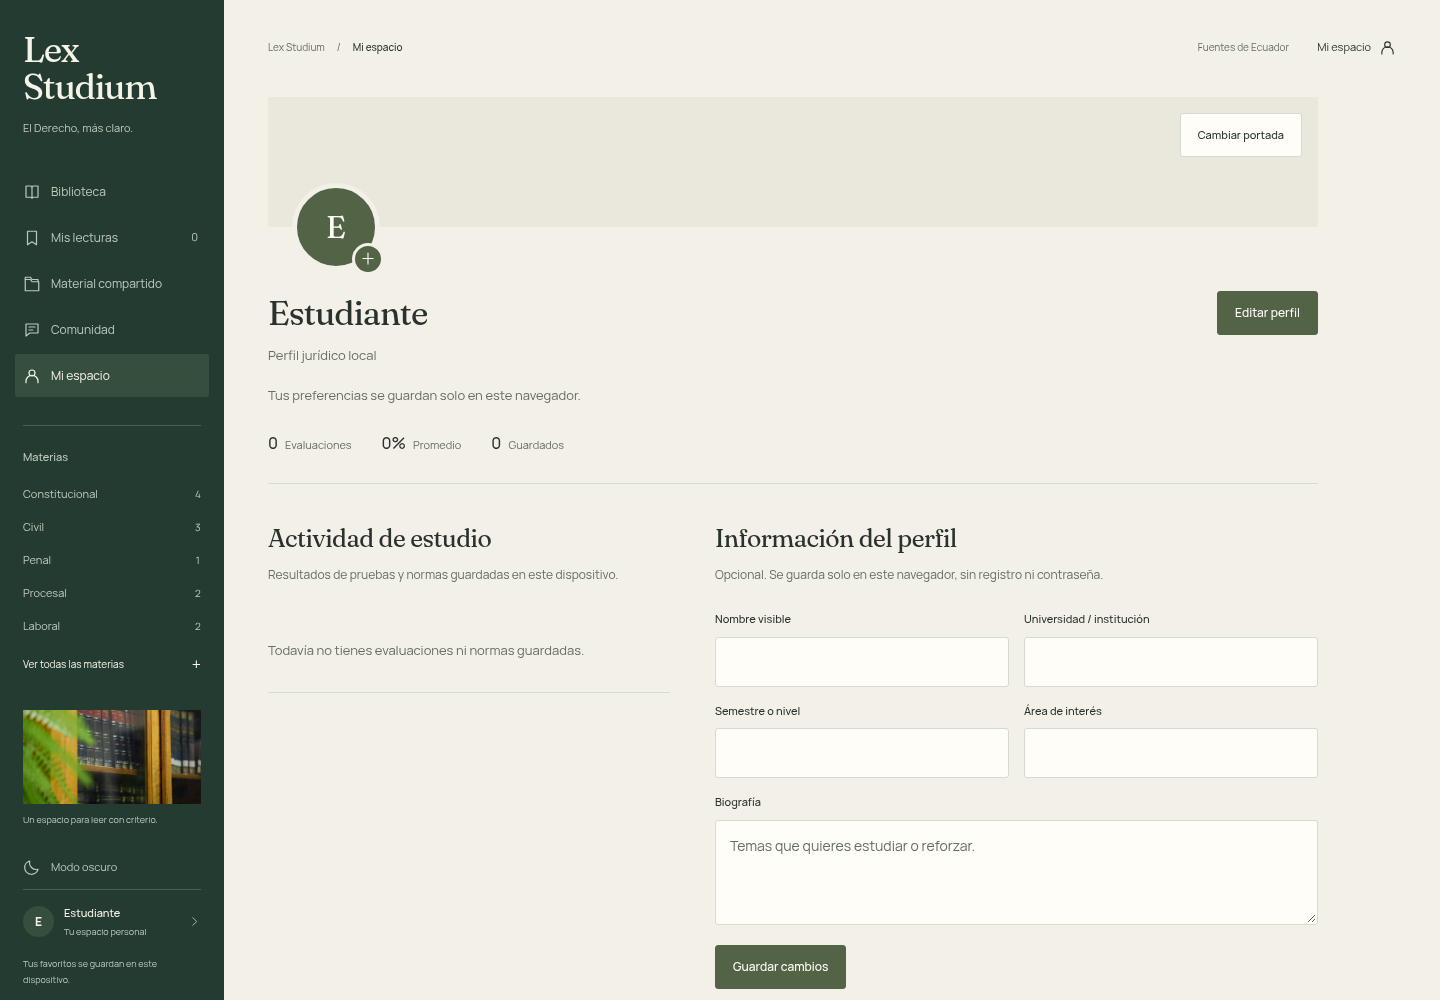 Lex
Studium
El Derecho, más claro.
Biblioteca
Mis lecturas 0
Material compartido
Comunidad
Mi espacio
Materias
Constitucional 4
Civil 3
Penal 1
Procesal 2
Laboral 2
Ver todas las materias +
Un espacio para leer con criterio.
Modo oscuro
E
Estudiante
Tu espacio personal
Tus favoritos se guardan en este
dispositivo.
Lex Studium / Mi espacio
Fuentes de Ecuador Mi espacio
Cambiar portada
E
+
Estudiante
Editar perfil
Perfil jurídico local
Tus preferencias se guardan solo en este navegador.
0 Evaluaciones 0% Promedio 0 Guardados
Actividad de estudio
Resultados de pruebas y normas guardadas en este dispositivo.
Todavía no tienes evaluaciones ni normas guardadas.
Información del perfil
Opcional. Se guarda solo en este navegador, sin registro ni contraseña.
Nombre visible Universidad / institución
Semestre o nivel Área de interés
Biografía
Temas que quieres estudiar o reforzar.
Guardar cambios